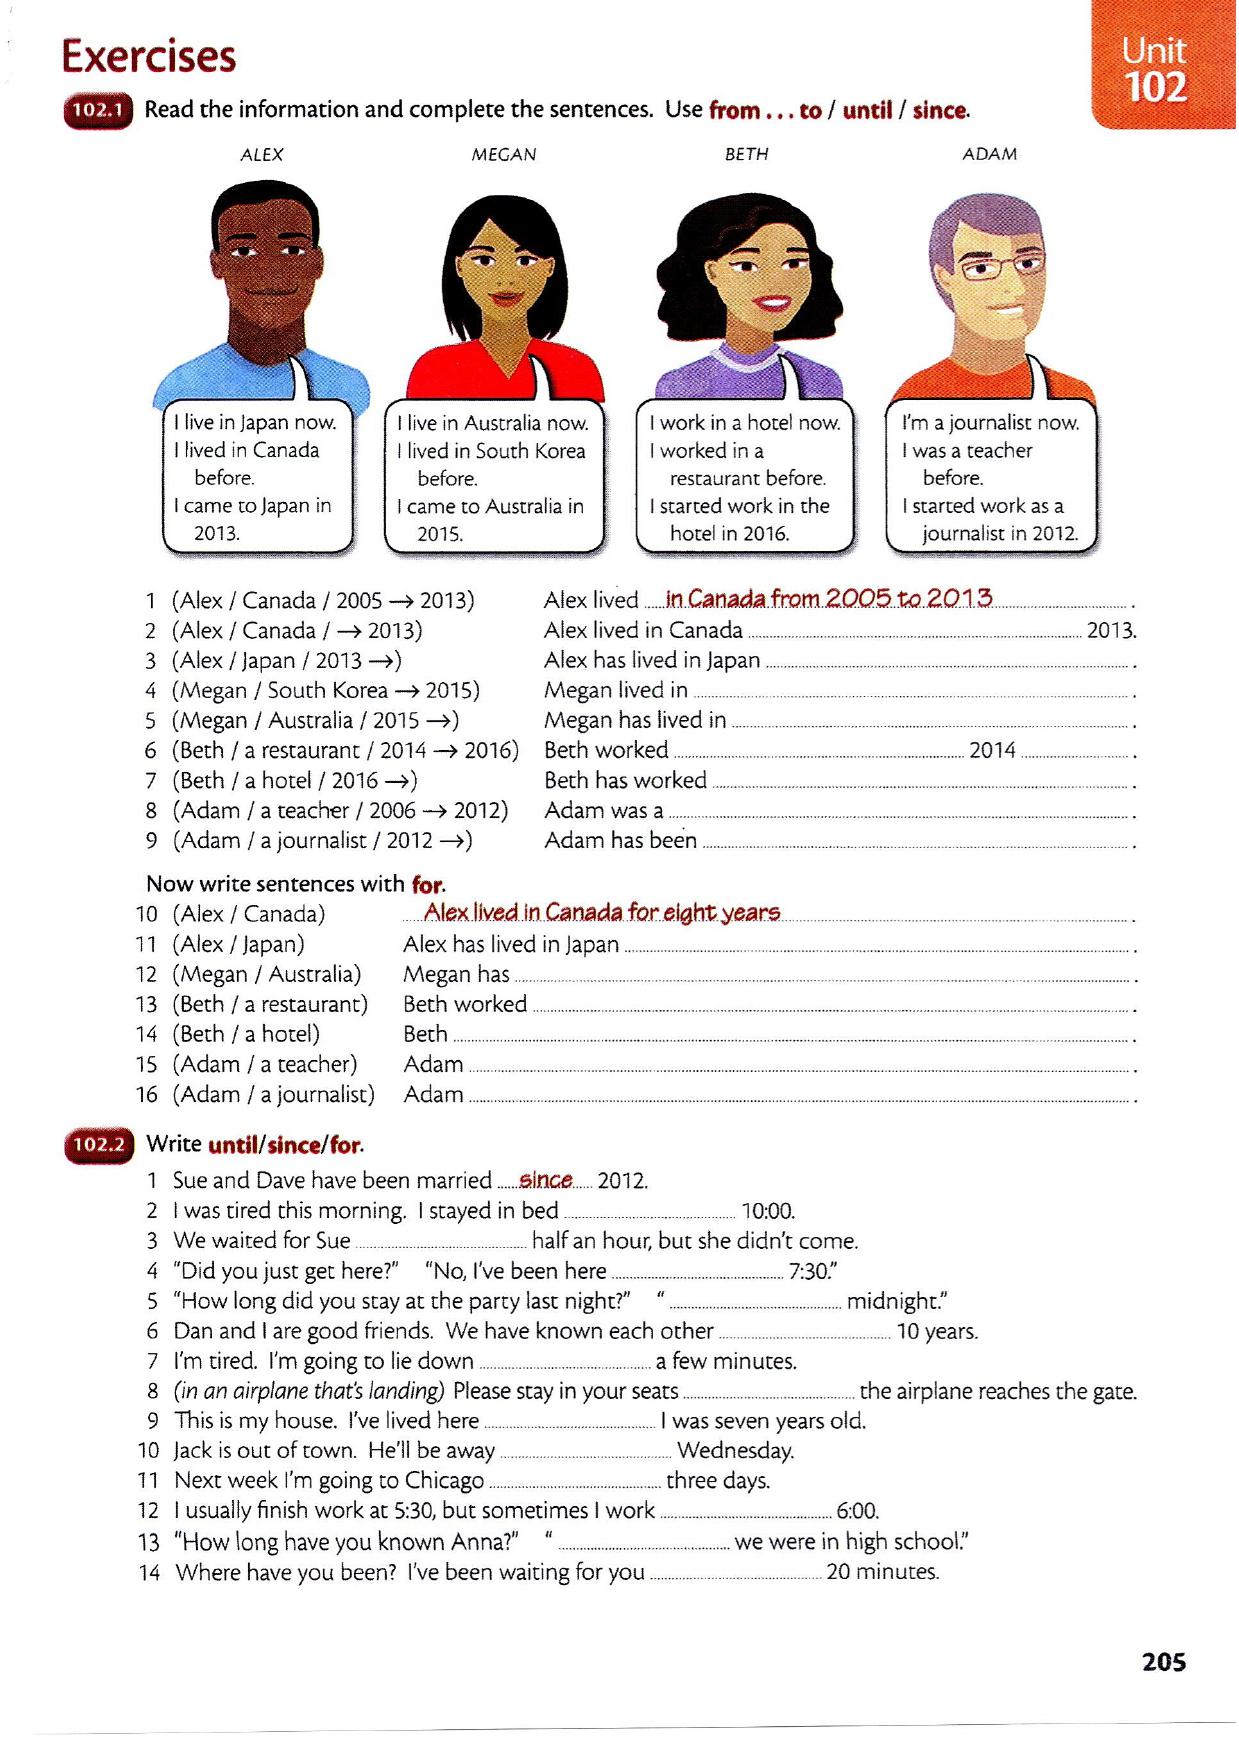 Exercises
Unit
102
102.1 Read the information and complete the sentences. Use from ... to / until / since.
ALEX MEGAN BETH ADAM
I live in Japan now.
I lived in Canada
before.
I came to Japan in
2013.
I live in Australia now.
I lived in South Korea
before.
I came to Australia in
2015.
I work in a hotel now.
I worked in a
restaurant before.
I started work in the
hotel in 2016.
I'm a journalist now.
I was a teacher
before.
I started work as a
journalist in 2012.
1 (Alex / Canada / 2005 → 2013) Alex lived in Canada from 2005 to 2013 .
2 (Alex / Canada / → 2013) Alex lived in Canada ........ 2013.
3 (Alex / Japan / 2013 →) Alex has lived in Japan ........ .
4 (Megan / South Korea → 2015) Megan lived in ........ .
5 (Megan / Australia / 2015 →) Megan has lived in ........ .
6 (Beth / a restaurant / 2014 → 2016) Beth worked ........ 2014 ........ .
7 (Beth / a hotel / 2016 →) Beth has worked ........ .
8 (Adam / a teacher / 2006 → 2012) Adam was a ........ .
9 (Adam / a journalist / 2012 →) Adam has been ........ .
Now write sentences with for.
10 (Alex / Canada) Alex lived in Canada for eight years .
11 (Alex / Japan) Alex has lived in Japan ........ .
12 (Megan / Australia) Megan has ........ .
13 (Beth / a restaurant) Beth worked ........ .
14 (Beth / a hotel) Beth ........ .
15 (Adam / a teacher) Adam ........ .
16 (Adam / a journalist) Adam ........ .
102.2 Write until/since/for.
1 Sue and Dave have been married since 2012.
2 I was tired this morning. I stayed in bed ........ 10:00.
3 We waited for Sue ........ half an hour, but she didn't come.
4 "Did you just get here?" "No, I've been here ........ 7:30."
5 "How long did you stay at the party last night?" " ........ midnight."
6 Dan and I are good friends. We have known each other ........ 10 years.
7 I'm tired. I'm going to lie down ........ a few minutes.
8 (in an airplane that's landing) Please stay in your seats ........ the airplane reaches the gate.
9 This is my house. I've lived here ........ I was seven years old.
10 Jack is out of town. He'll be away ........ Wednesday.
11 Next week I'm going to Chicago ........ three days.
12 I usually finish work at 5:30, but sometimes I work ........ 6:00.
13 "How long have you known Anna?" " ........ we were in high school."
14 Where have you been? I've been waiting for you ........ 20 minutes.
205